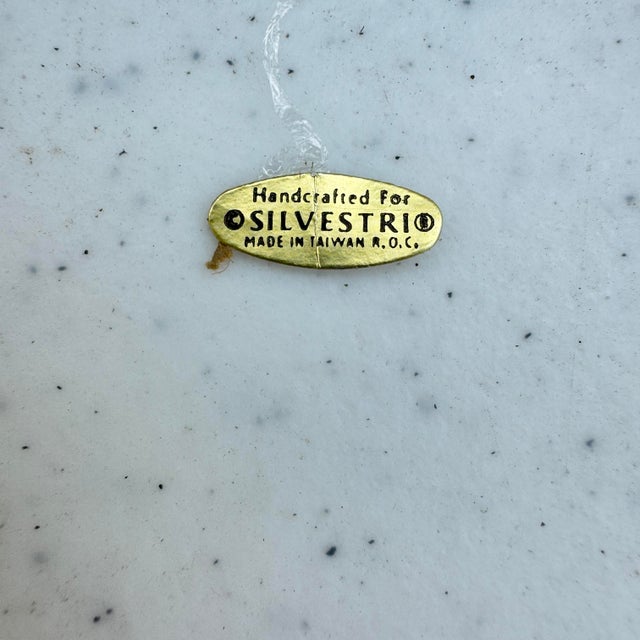 Handcrafted For
©SILVESTRI®
MADE IN TAIWAN R.O.C.